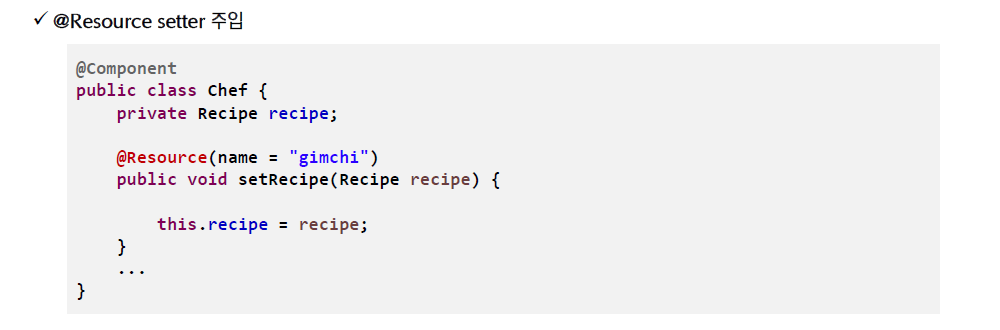 ✓ @Resource setter 주입
@Component
public class Chef {
    private Recipe recipe;

    @Resource(name = "gimchi")
    public void setRecipe(Recipe recipe) {

        this.recipe = recipe;
    }
    ...
}